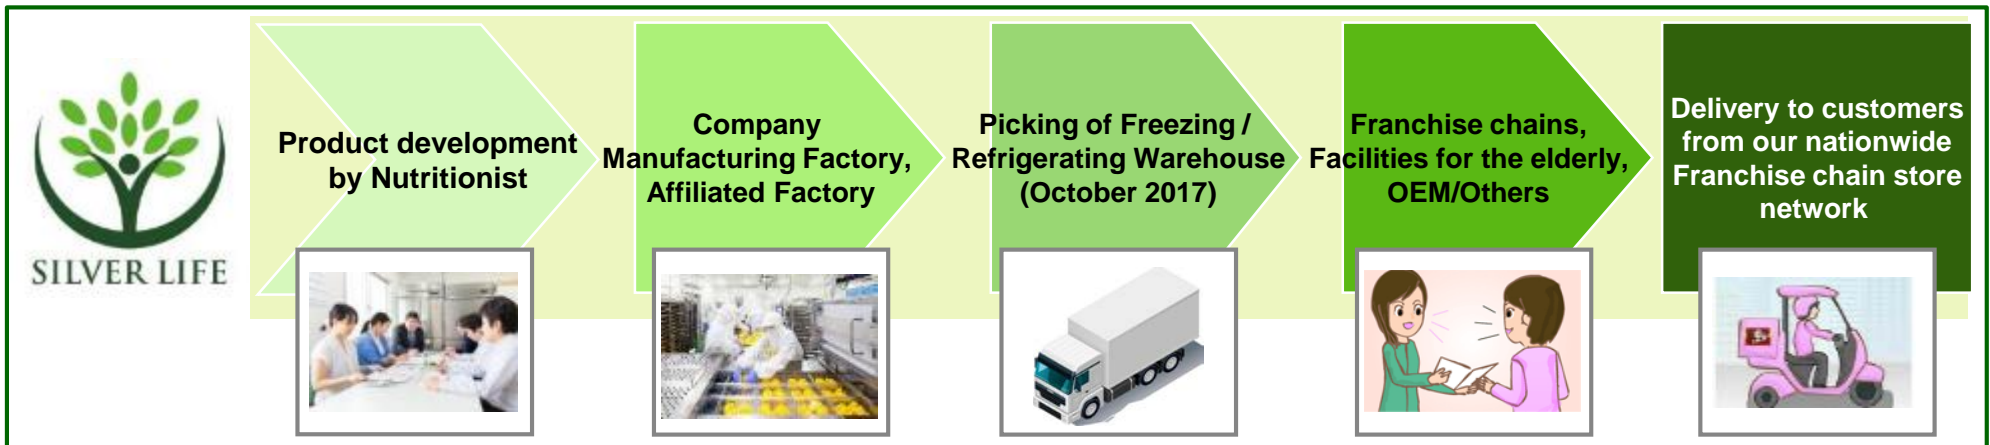 SILVER LIFE
Product development
by Nutritionist
Company
Manufacturing Factory,
Affiliated Factory
Picking of Freezing /
Refrigerating Warehouse
(October 2017)
Franchise chains,
Facilities for the elderly,
OEM/Others
Delivery to customers
from our nationwide
Franchise chain store
network